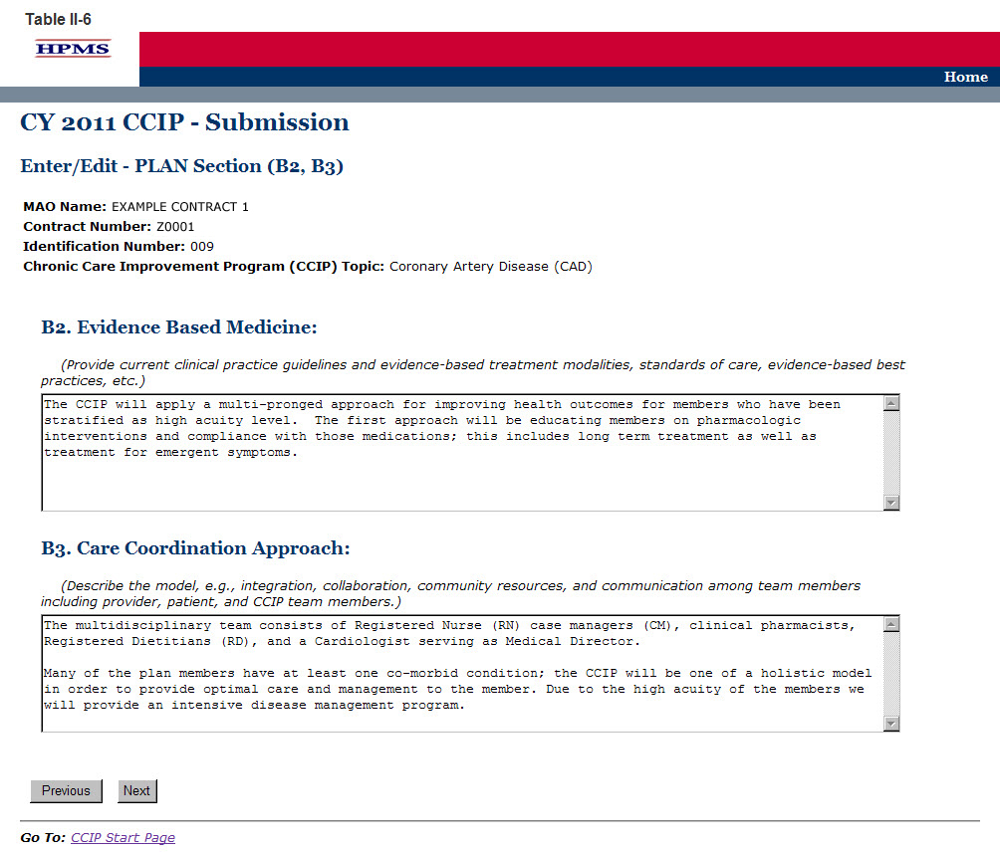 Table II-6
HPMS
Home
CY 2011 CCIP - Submission
Enter/Edit - PLAN Section (B2, B3)
MAO Name: EXAMPLE CONTRACT 1
Contract Number: Z0001
Identification Number: 009
Chronic Care Improvement Program (CCIP) Topic: Coronary Artery Disease (CAD)
B2. Evidence Based Medicine:
(Provide current clinical practice guidelines and evidence-based treatment modalities, standards of care, evidence-based best
practices, etc.)
The CCIP will apply a multi-pronged approach for improving health outcomes for members who have been
stratified as high acuity level.  The first approach will be educating members on pharmacologic
interventions and compliance with those medications; this includes long term treatment as well as
treatment for emergent symptoms.
B3. Care Coordination Approach:
(Describe the model, e.g., integration, collaboration, community resources, and communication among team members
including provider, patient, and CCIP team members.)
The multidisciplinary team consists of Registered Nurse (RN) case managers (CM), clinical pharmacists,
Registered Dietitians (RD), and a Cardiologist serving as Medical Director.
Many of the plan members have at least one co-morbid condition; the CCIP will be one of a holistic model
in order to provide optimal care and management to the member. Due to the high acuity of the members we
will provide an intensive disease management program.
Previous Next
Go To: CCIP Start Page